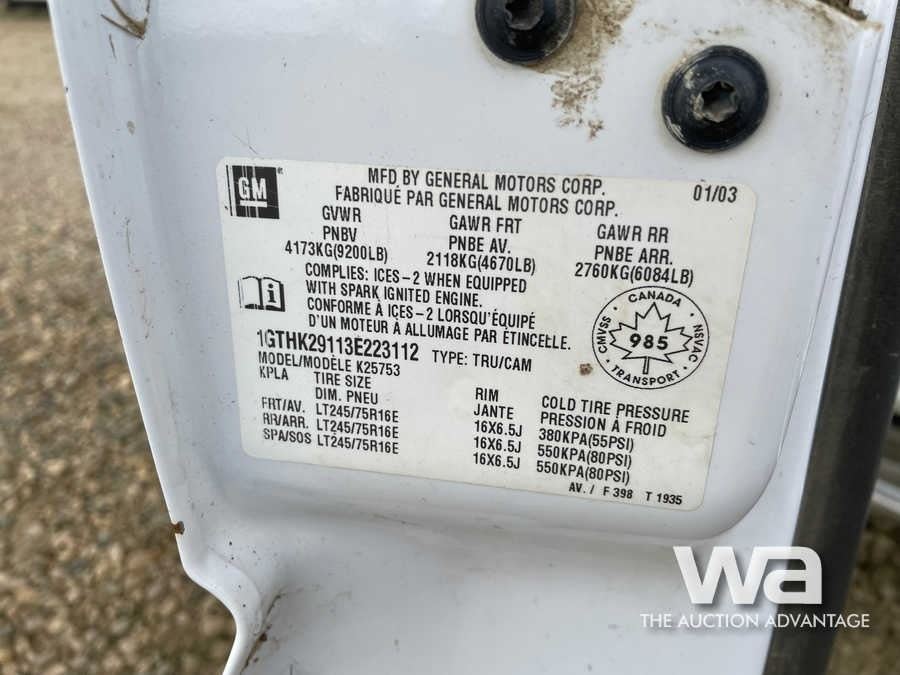 GM
MFD BY GENERAL MOTORS CORP. 01/03
FABRIQUÉ PAR GENERAL MOTORS CORP.
GVWR GAWR FRT GAWR RR
PNBV PNBE AV. PNBE ARR.
4173KG(9200LB) 2118KG(4670LB) 2760KG(6084LB)
COMPLIES: ICES-2 WHEN EQUIPPED
WITH SPARK IGNITED ENGINE.
CONFORME À ICES-2 LORSQU'ÉQUIPÉ
D'UN MOTEUR À ALLUMAGE PAR ÉTINCELLE.
CANADA
CMVSS 985 NSVAC
TRANSPORT
1GTHK29113E223112 TYPE: TRU/CAM
MODEL/MODÈLE K25753
KPLA TIRE SIZE RIM COLD TIRE PRESSURE
DIM. PNEU JANTE PRESSION À FROID
FRT/AV. LT245/75R16E 16X6.5J 380KPA(55PSI)
RR/ARR. LT245/75R16E 16X6.5J 550KPA(80PSI)
SPA/SOS LT245/75R16E 16X6.5J 550KPA(80PSI)
AV. / F 398 T 1935
wa
THE AUCTION ADVANTAGE